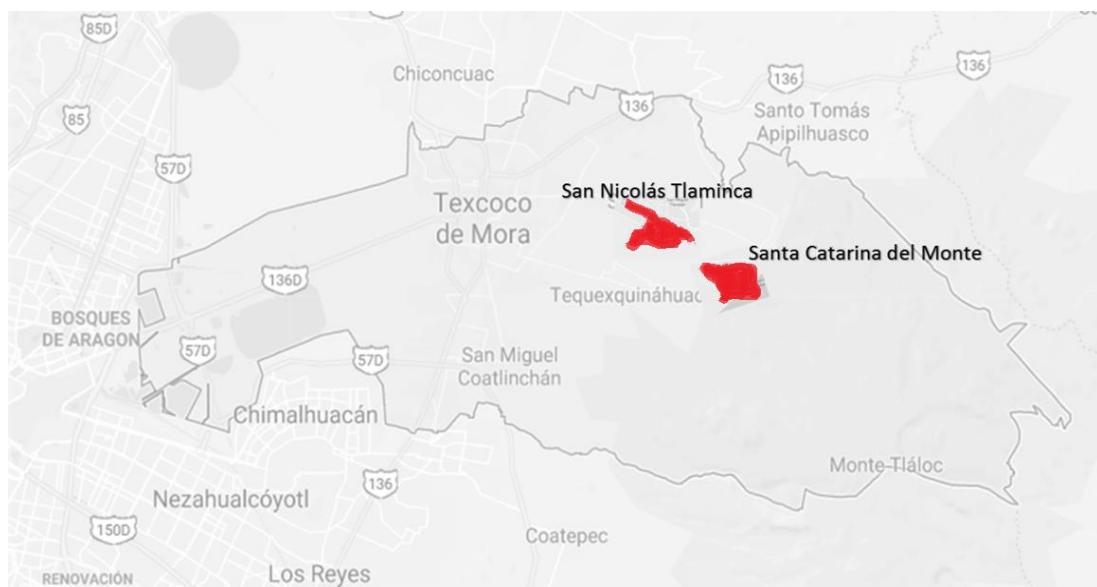 85D
85
57D
Chiconcuac
136
136
136
Santo Tomás
Apipilhuasco
San Nicolás Tlaminca
Texcoco
de Mora
Santa Catarina del Monte
136D
Tequexquináhuac
BOSQUES
DE ARAGON
57D
57D
San Miguel
Coatlinchán
Chimalhuacán
Monte Tláloc
136
Nezahualcóyotl
150D
Coatepec
RENOVACIÓN
Los Reyes